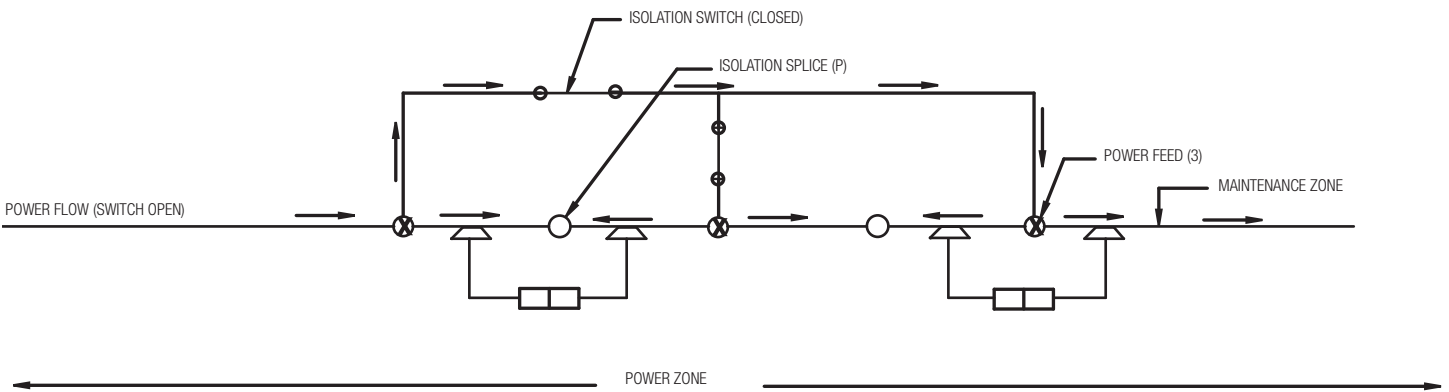 ISOLATION SWITCH (CLOSED)
ISOLATION SPLICE (P)
POWER FEED (3)
MAINTENANCE ZONE
POWER FLOW (SWITCH OPEN)
POWER ZONE